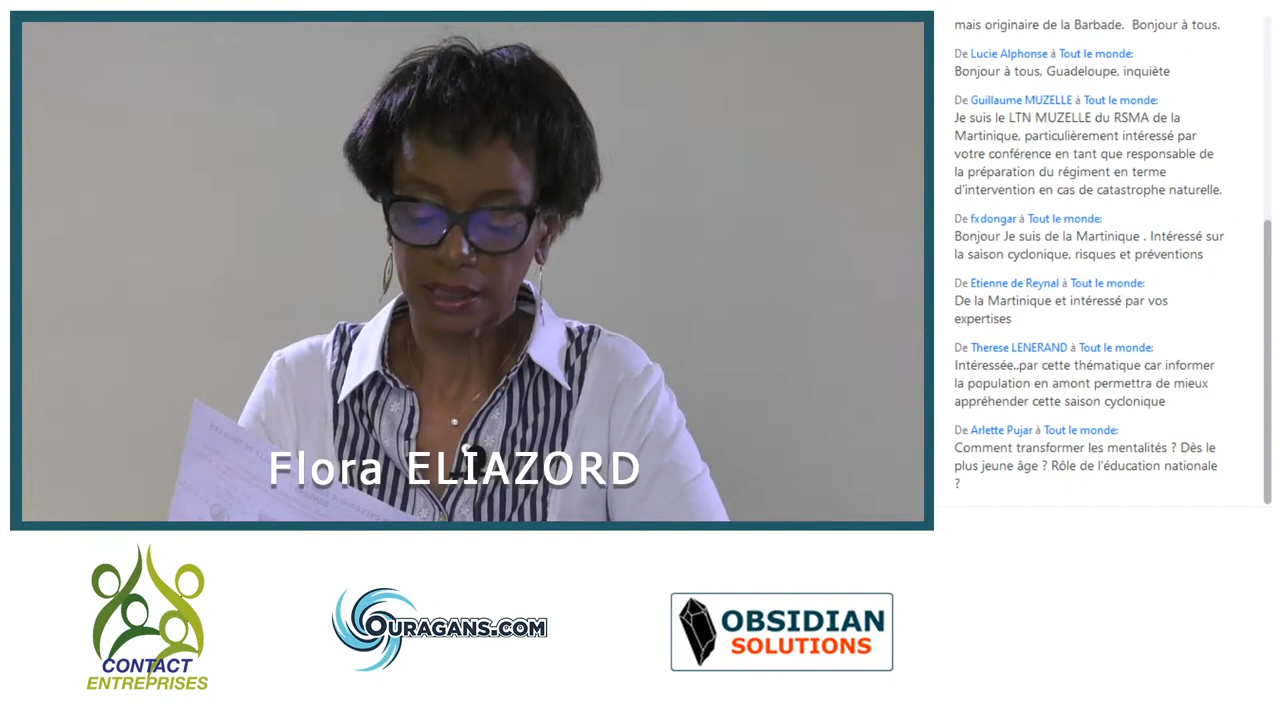 mais originaire de la Barbade. Bonjour à tous.
De Lucie Alphonse à Tout le monde:
Bonjour à tous, Guadeloupe, inquiète
De Guillaume MUZELLE à Tout le monde:
Je suis le LTN MUZELLE du RSMA de la
Martinique, particulièrement intéressé par
votre conférence en tant que responsable de
la préparation du régiment en terme
d'intervention en cas de catastrophe naturelle.
De fxdongar à Tout le monde:
Bonjour Je suis de la Martinique . Intéressé sur
la saison cyclonique, risques et préventions
De Etienne de Reynal à Tout le monde:
De la Martinique et intéressé par vos
expertises
De Therese LENERAND à Tout le monde:
Intéressée..par cette thématique car informer
la population en amont permettra de mieux
appréhender cette saison cyclonique
De Arlette Pujar à Tout le monde:
Comment transformer les mentalités ? Dès le
plus jeune âge ? Rôle de l'éducation nationale
?
Flora ELIAZORD
CONTACT
ENTREPRISES
OURAGANS.COM
OBSIDIAN
SOLUTIONS